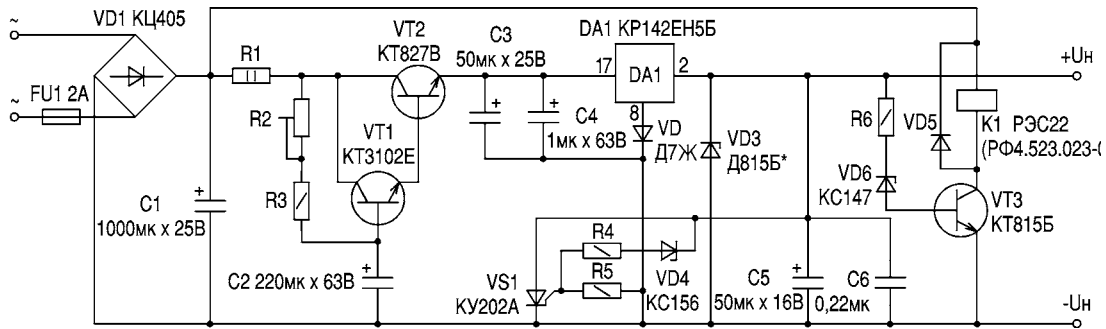 ~
VD1 КЦ405
FU1 2А
~
R1
VT2
КТ827В
C3
50мк х 25В
DA1 КР142ЕН5Б
17
DA1
2
8
+Uн
R2
VT1
КТ3102Е
R3
+
+
C4
1мк х 63В
VD
Д7Ж
VD3
Д815Б*
R6
VD5
K1 РЭС22
(РФ4.523.023-0
VD6
КС147
VT3
КТ815Б
C1
1000мк х 25В
+
C2 220мк х 63В
+
VS1
КУ202А
R4
R5
VD4
КС156
C5
50мк х 16В
+
C6
0,22мк
-Uн